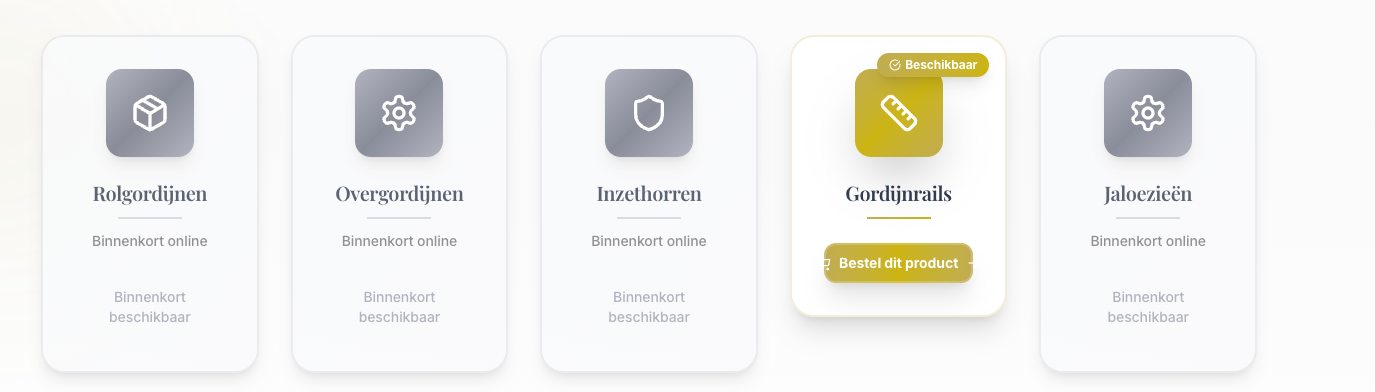 Rolgordijnen
Binnenkort online
Binnenkort
beschikbaar
Overgordijnen
Binnenkort online
Binnenkort
beschikbaar
Inzethorren
Binnenkort online
Binnenkort
beschikbaar
Beschikbaar
Gordijnrails
Bestel dit product
Jaloezieën
Binnenkort online
Binnenkort
beschikbaar